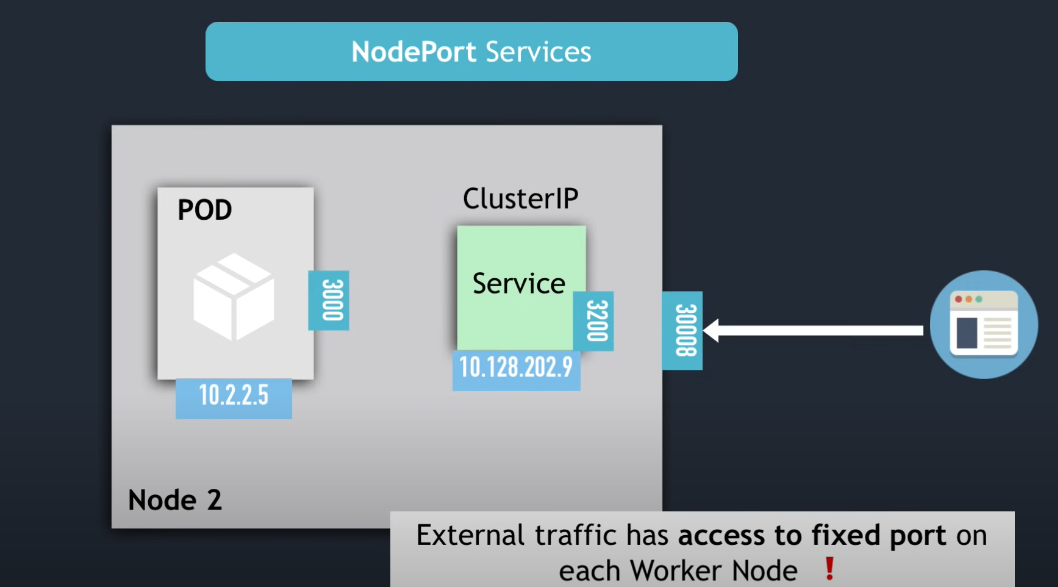 NodePort Services
POD
3000
10.2.2.5
ClusterIP
Service
3200
10.128.202.9
30008
Node 2
External traffic has access to fixed port on
each Worker Node !